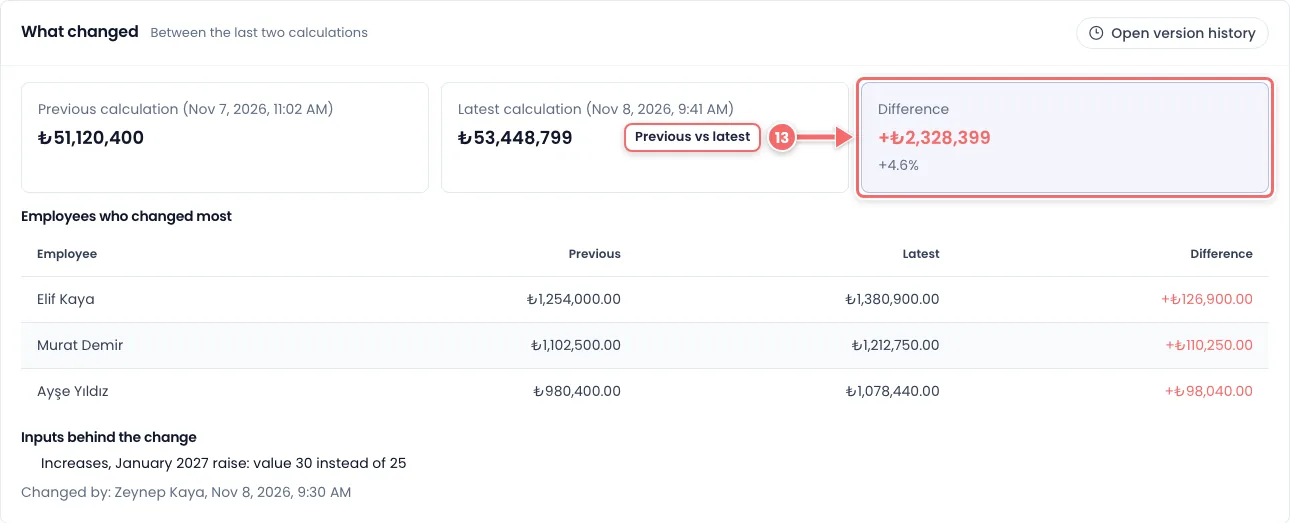 What changed Between the last two calculations Open version history
Previous calculation (Nov 7, 2026, 11:02 AM)
₺51,120,400
Latest calculation (Nov 8, 2026, 9:41 AM)
₺53,448,799
Previous vs latest 13
Difference
+₺2,328,399
+4.6%
Employees who changed most
Employee Previous Latest Difference
Elif Kaya ₺1,254,000.00 ₺1,380,900.00 +₺126,900.00
Murat Demir ₺1,102,500.00 ₺1,212,750.00 +₺110,250.00
Ayşe Yıldız ₺980,400.00 ₺1,078,440.00 +₺98,040.00
Inputs behind the change
Increases, January 2027 raise: value 30 instead of 25
Changed by: Zeynep Kaya, Nov 8, 2026, 9:30 AM